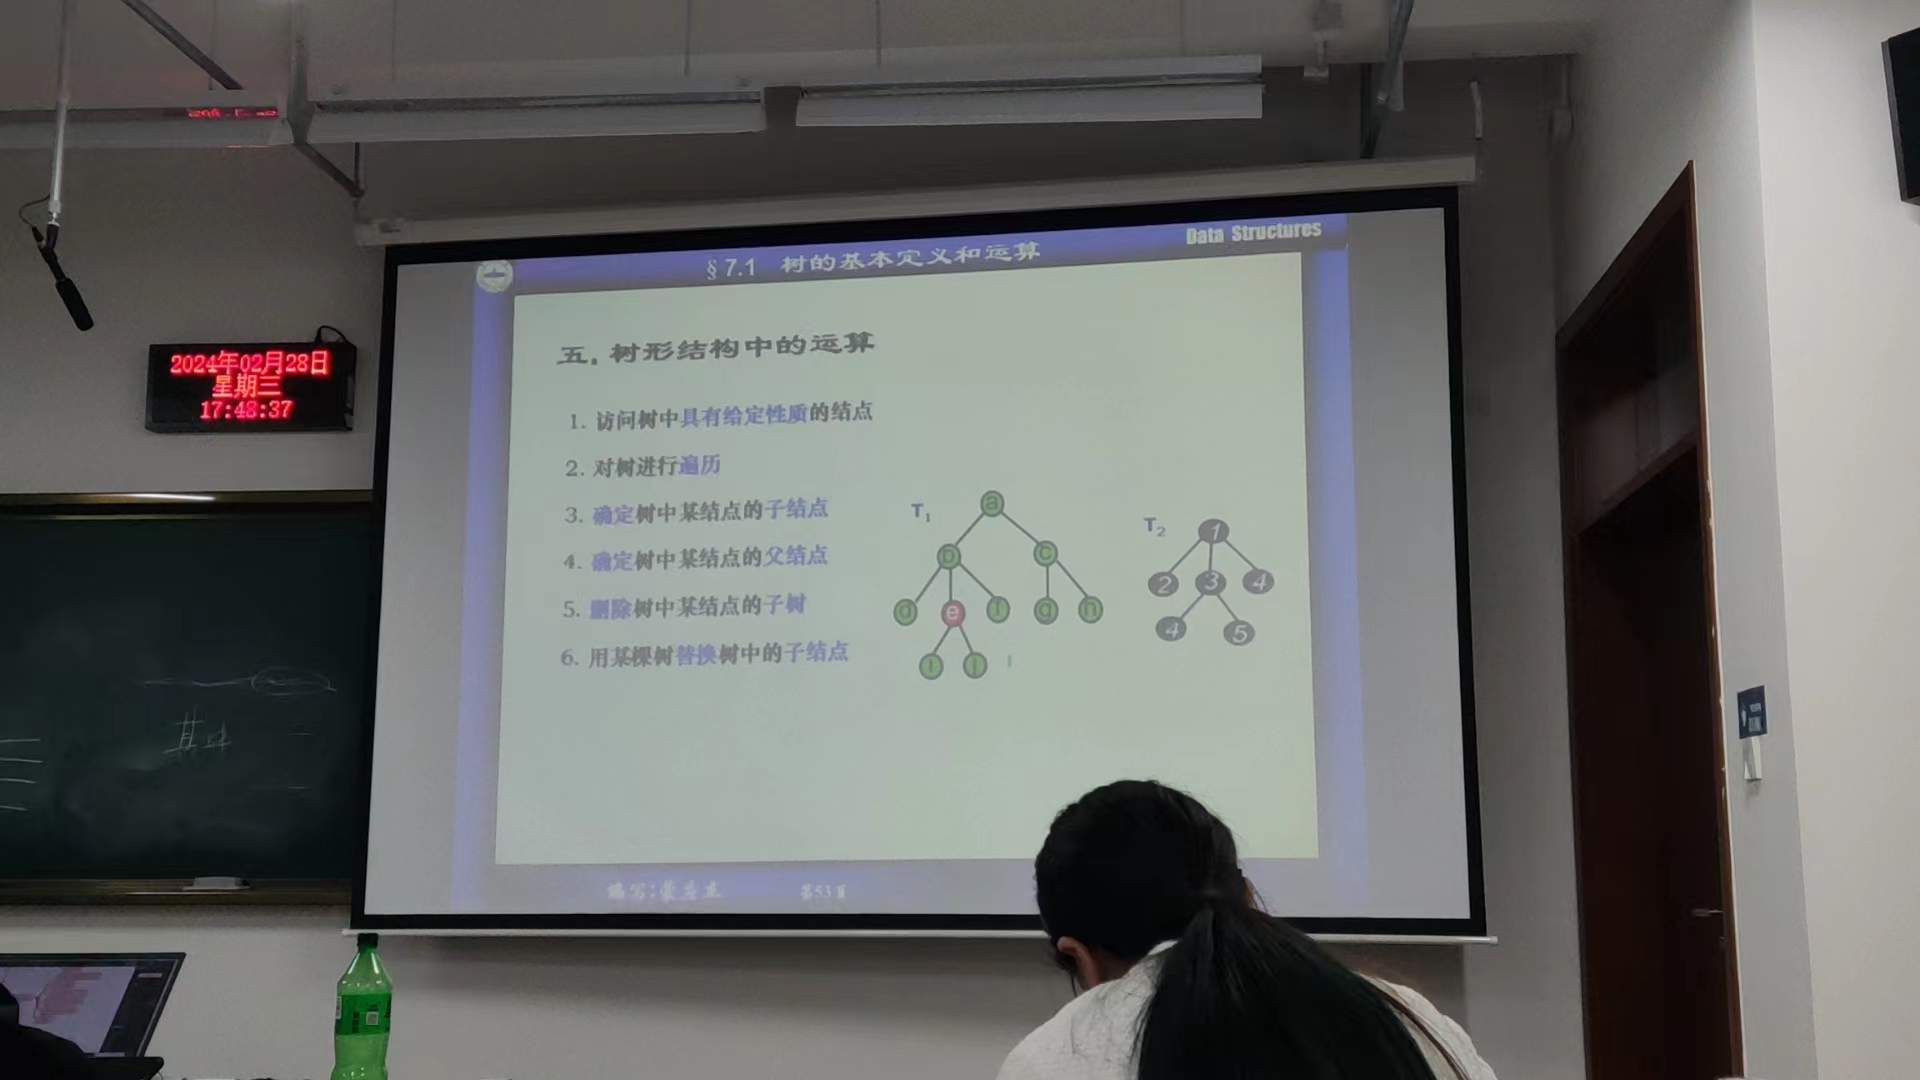 2024年02月28日
星期三
17:48:37
§7.1 树的基本定义和运算
Data Structures
五. 树形结构中的运算
1. 访问树中具有给定性质的结点
2. 对树进行遍历
3. 确定树中某结点的子结点
4. 确定树中某结点的父结点
5. 删除树中某结点的子树
6. 用某棵树替换树中的子结点
T1
a
b c
d e f g h
i j
T2
1
2 3 4
4 5
编写:
第53页
其中